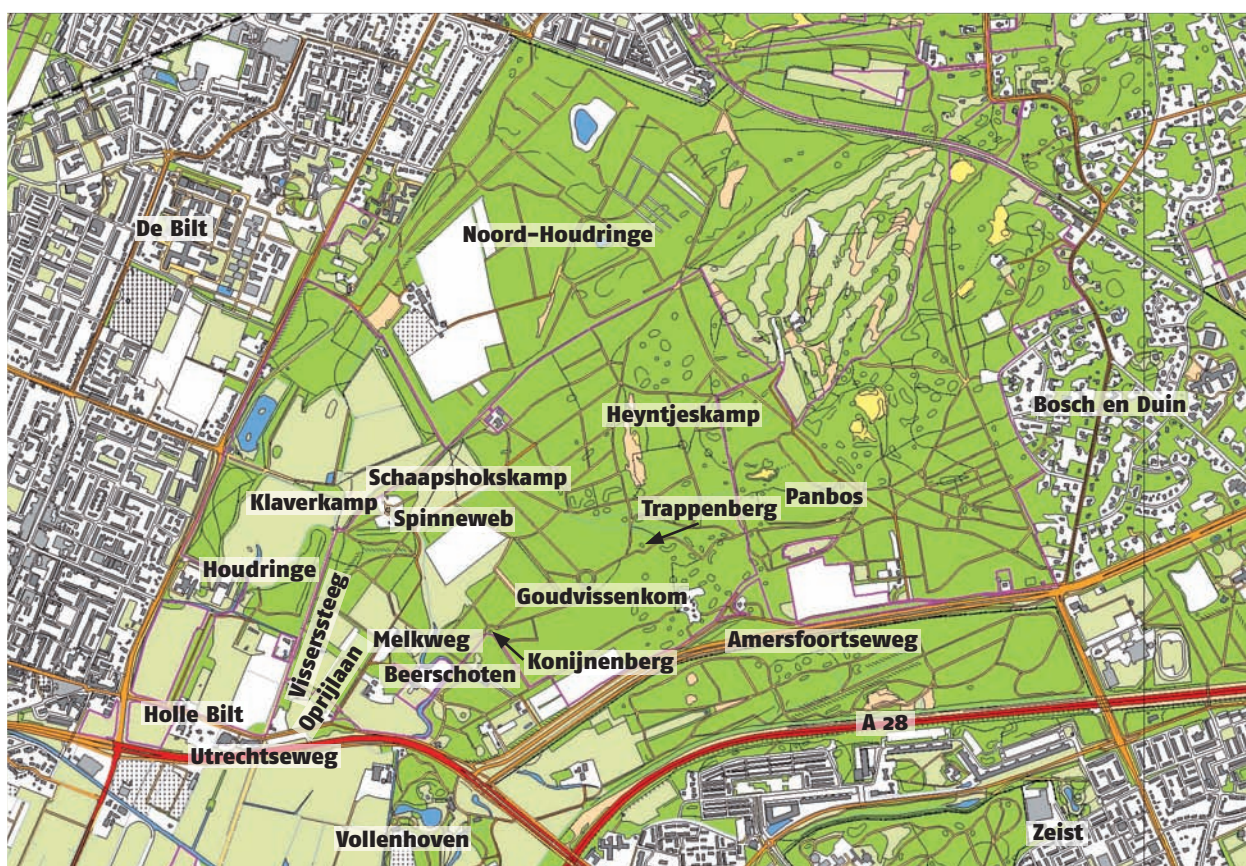 De Bilt
Noord-Houdringe
Bosch en Duin
Heyntjeskamp
Schaapshokskamp
Klaverkamp
Panbos
Trappenberg
Spinneweb
Houdringe
Goudvissenkom
Visserssteeg
Melkweg
Amersfoortseweg
Konijnenberg
Beerschoten
Oprijlaan
Holle Bilt
A 28
Utrechtseweg
Zeist
Vollenhoven